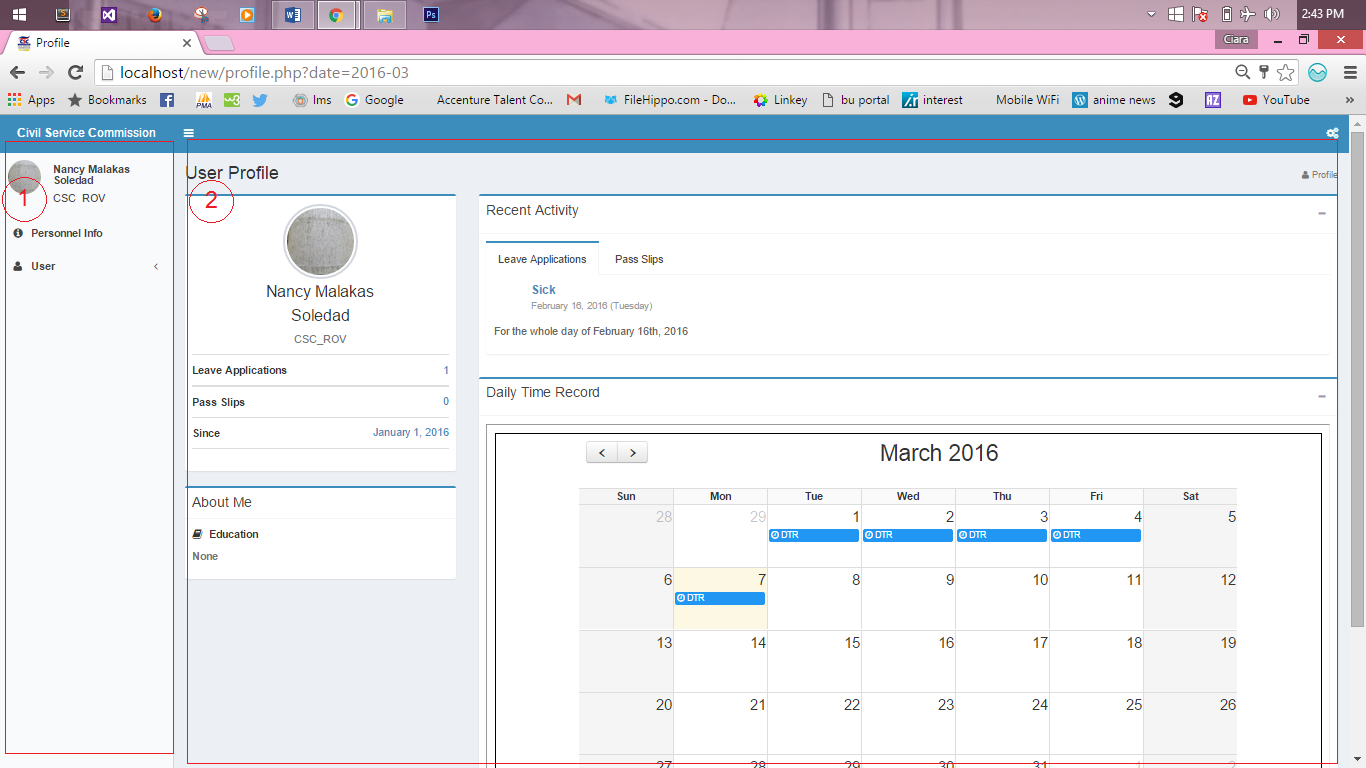 2:43 PM
Profile
Ciara
localhost/new/profile.php?date=2016-03
Apps Bookmarks PMA lms Google Accenture Talent Co... FileHippo.com - Do... Linkey bu portal interest Mobile WiFi anime news 9 AZ YouTube »
Civil Service Commission
Nancy Malakas
Soledad
CSC_ROV
1
Personnel Info
User
User Profile
Profile
2
Nancy Malakas
Soledad
CSC_ROV
Leave Applications 1
Pass Slips 0
Since January 1, 2016
About Me
Education
None
Recent Activity
Leave Applications Pass Slips
Sick
February 16, 2016 (Tuesday)
For the whole day of February 16th, 2016
Daily Time Record
March 2016
Sun Mon Tue Wed Thu Fri Sat
28 29 1 2 3 4 5
DTR DTR DTR DTR
6 7 8 9 10 11 12
DTR
13 14 15 16 17 18 19
20 21 22 23 24 25 26
27 28 29 30 31 1 2